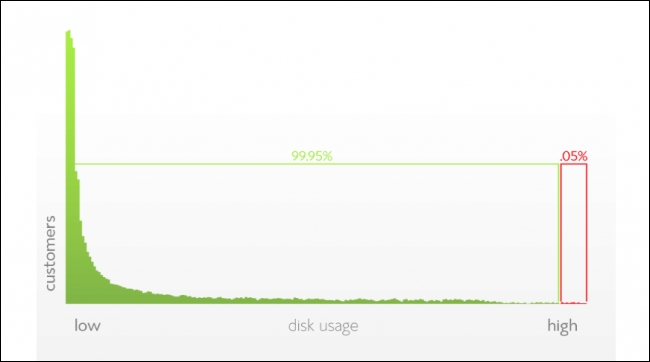 99.95%
.05%
customers
low
disk usage
high